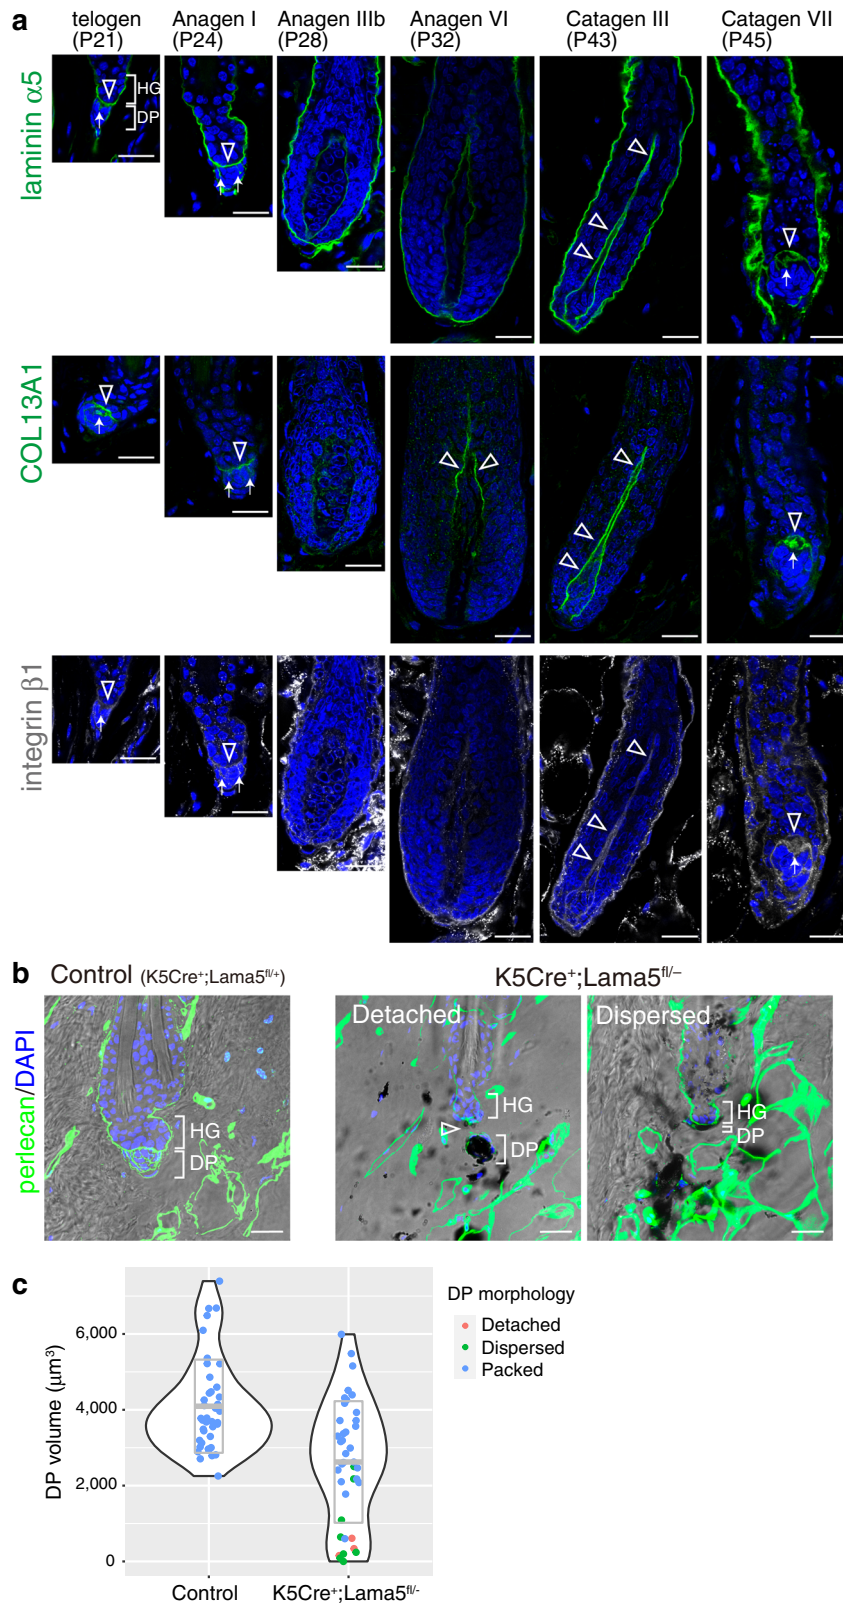 a
telogen
(P21)
Anagen I
(P24)
Anagen IIIb
(P28)
Anagen VI
(P32)
Catagen III
(P43)
Catagen VII
(P45)
laminin α5
HG
DP
COL13A1
integrin β1
b
Control (K5Cre⁺;Lama5ᶠˡ/⁺)
K5Cre⁺;Lama5ᶠˡ/⁻
perlecan/DAPI
HG
DP
Detached
HG
DP
Dispersed
HG
DP
c
DP volume (μm³)
6,000
4,000
2,000
0
Control
K5Cre⁺;Lama5ᶠˡ/⁻
DP morphology
Detached
Dispersed
Packed